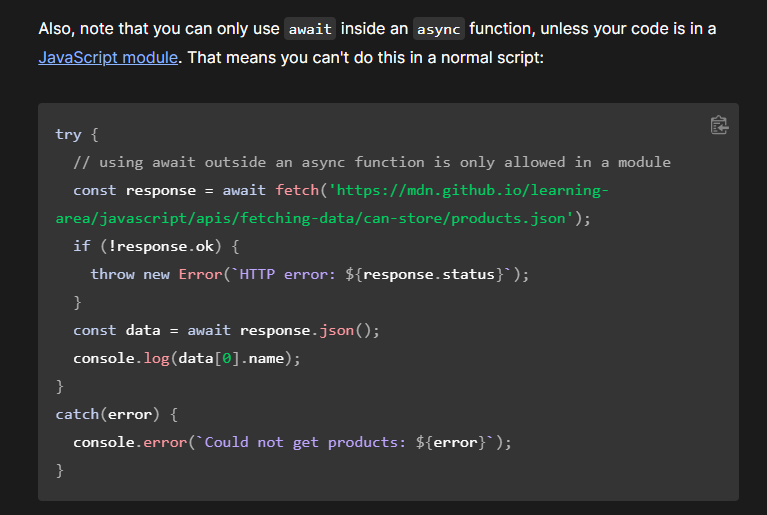 Also, note that you can only use await inside an async function, unless your code is in a
JavaScript module. That means you can't do this in a normal script:
try {
  // using await outside an async function is only allowed in a module
  const response = await fetch('https://mdn.github.io/learning-
area/javascript/apis/fetching-data/can-store/products.json');
  if (!response.ok) {
    throw new Error(`HTTP error: ${response.status}`);
  }
  const data = await response.json();
  console.log(data[0].name);
}
catch(error) {
  console.error(`Could not get products: ${error}`);
}